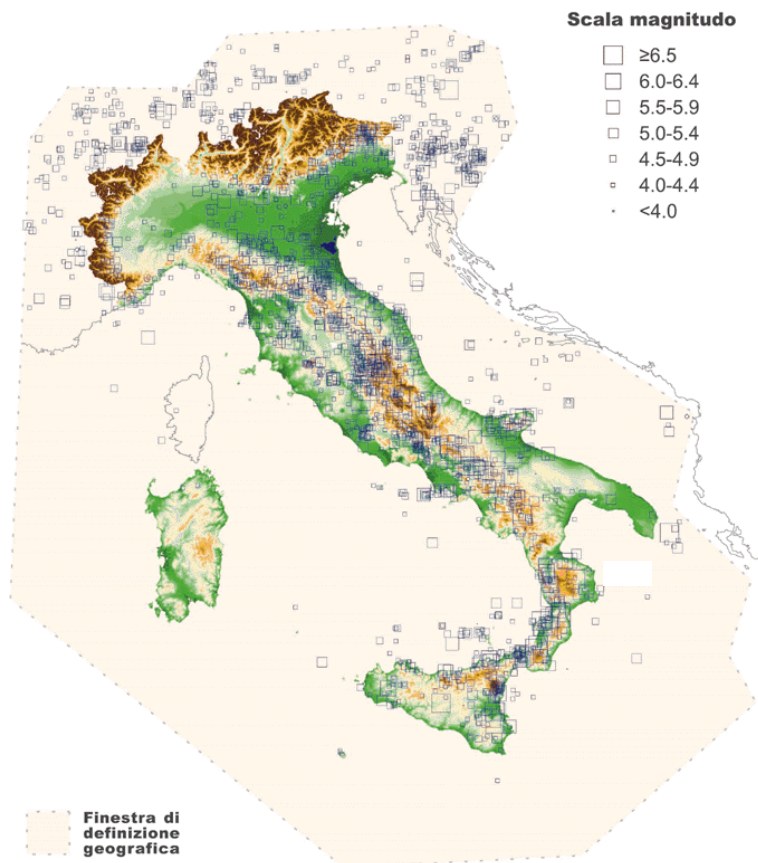 Scala magnitudo
≥6.5
6.0-6.4
5.5-5.9
5.0-5.4
4.5-4.9
4.0-4.4
<4.0
Finestra di
definizione
geografica